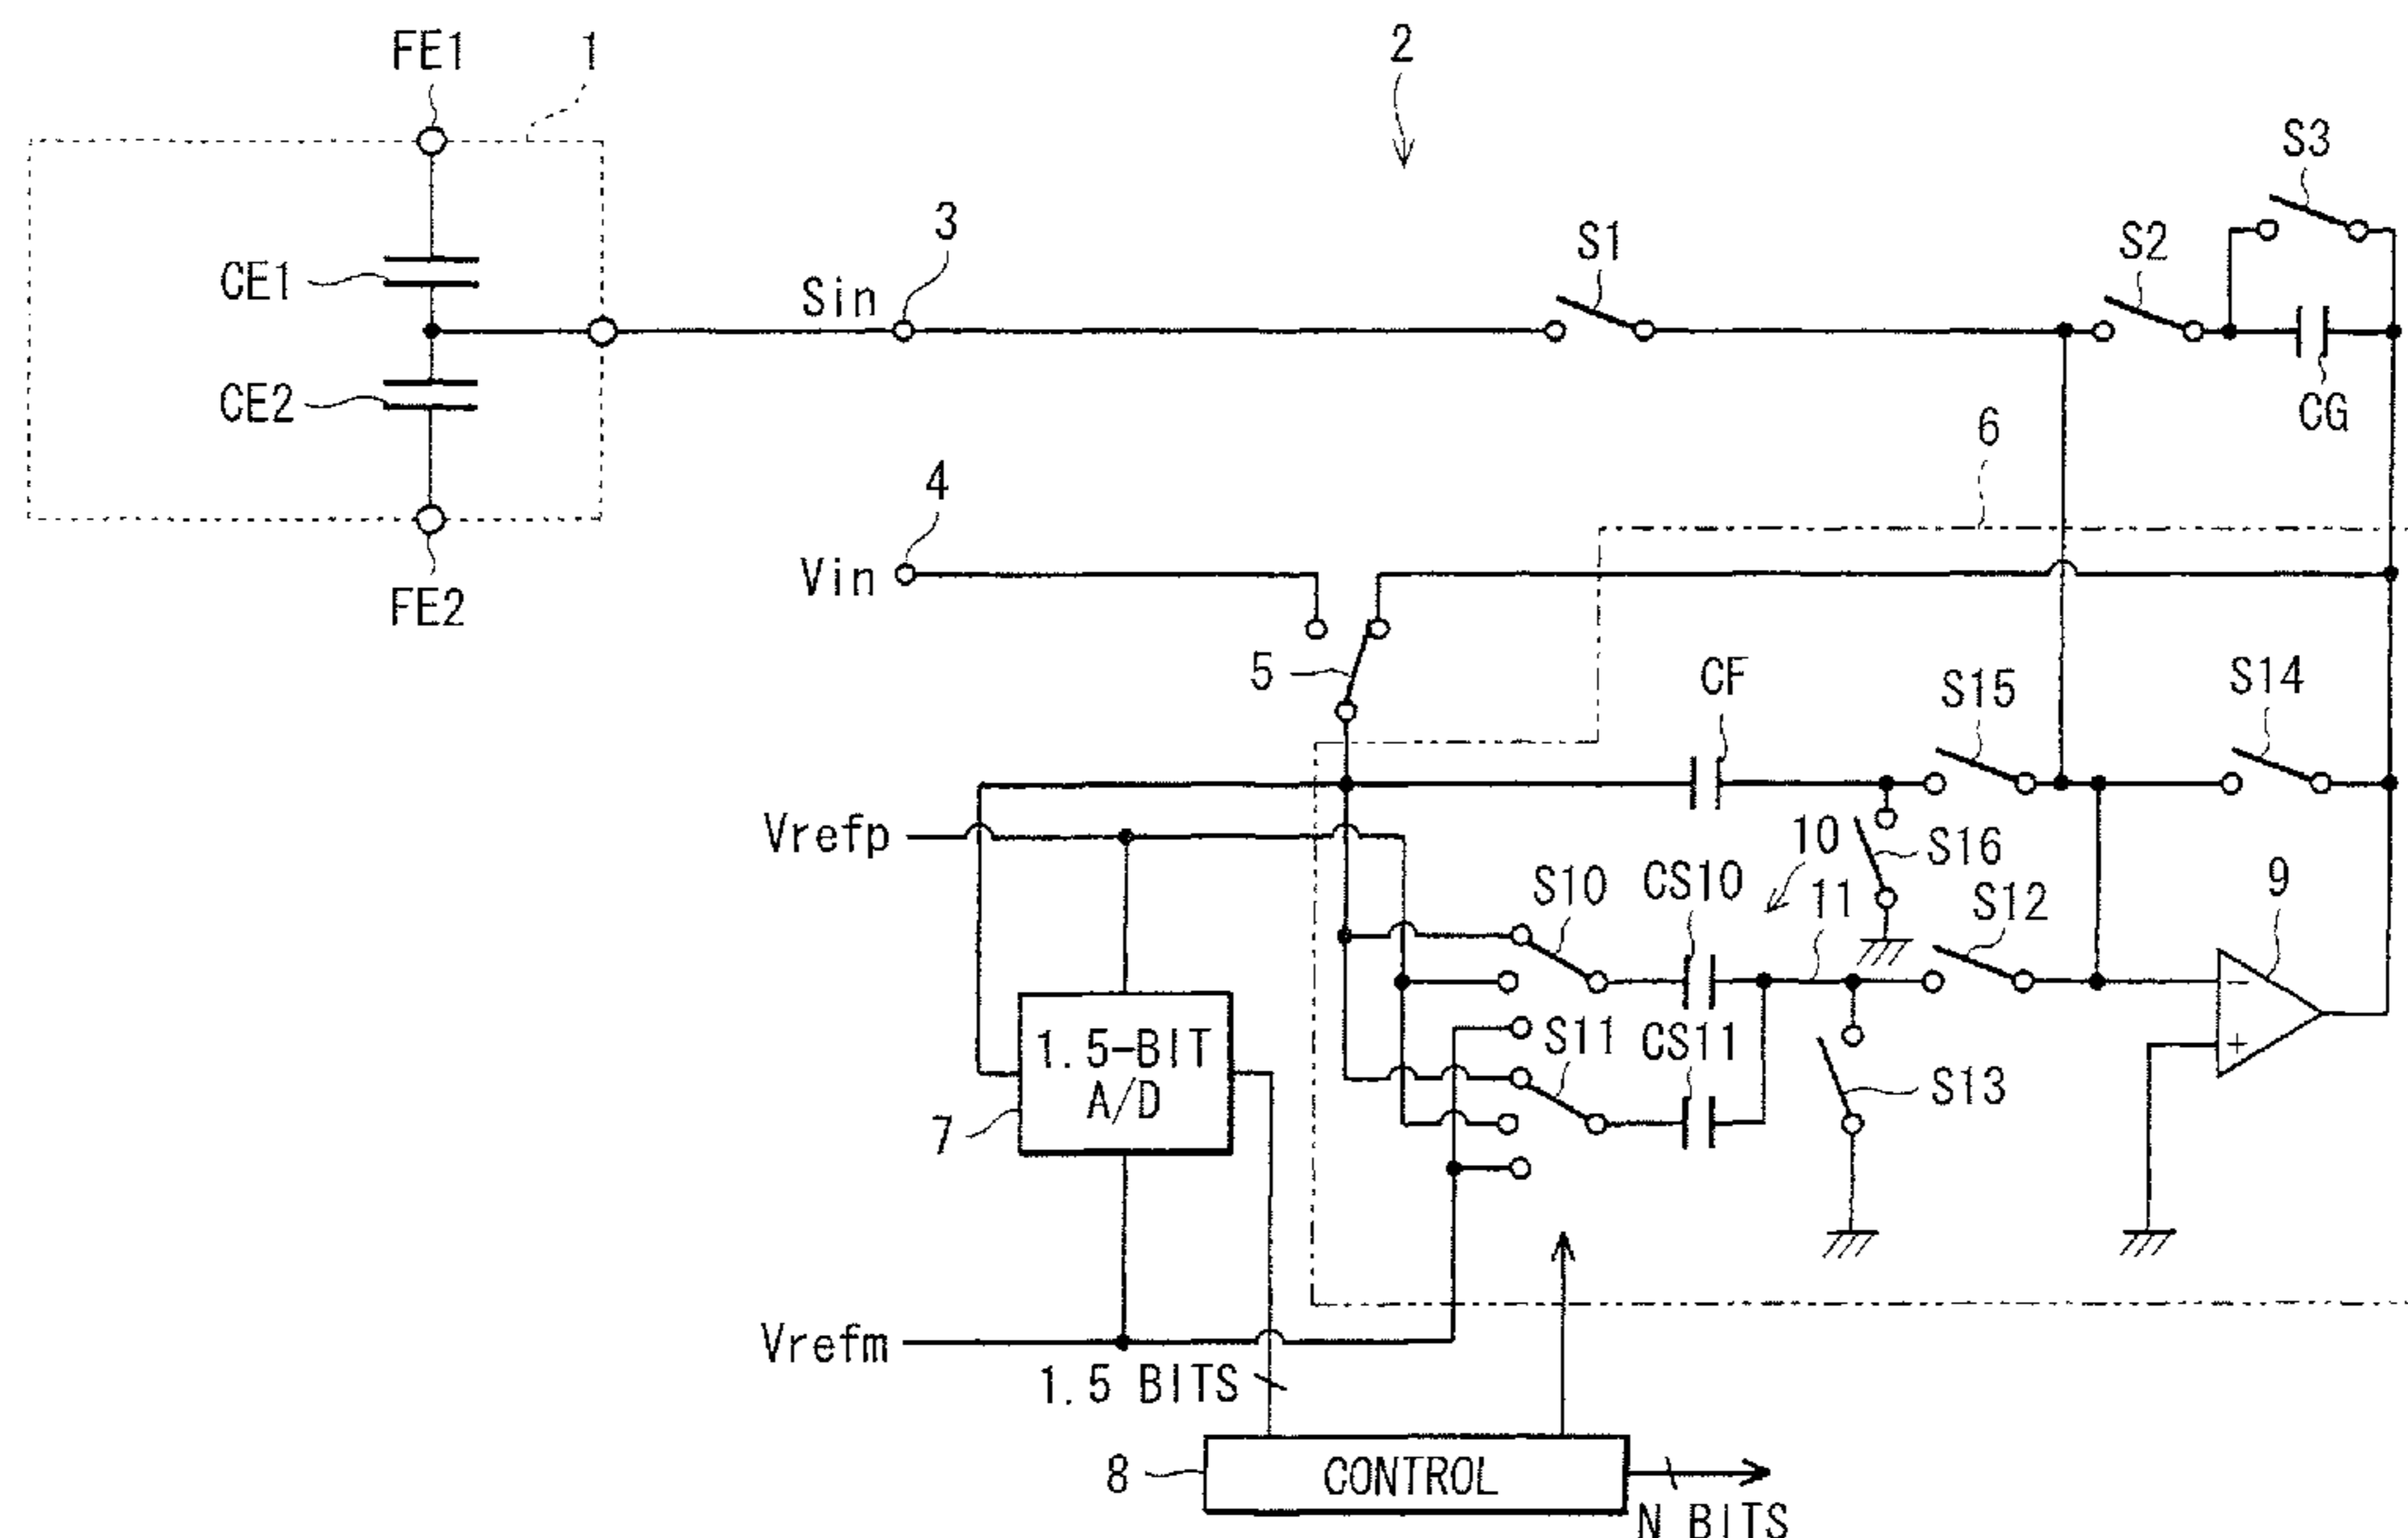 FE1
1
2
S3
CE1
Sin
3
S1
S2
CE2
CG
6
4
Vin
FE2
5
CF
S15
S14
Vrefp
10
S16
S10
CS10
11
S12
9
1.5-BIT
A/D
S11
CS11
S13
7
−
+
Vrefm
1.5 BITS
8
CONTROL
N BITS